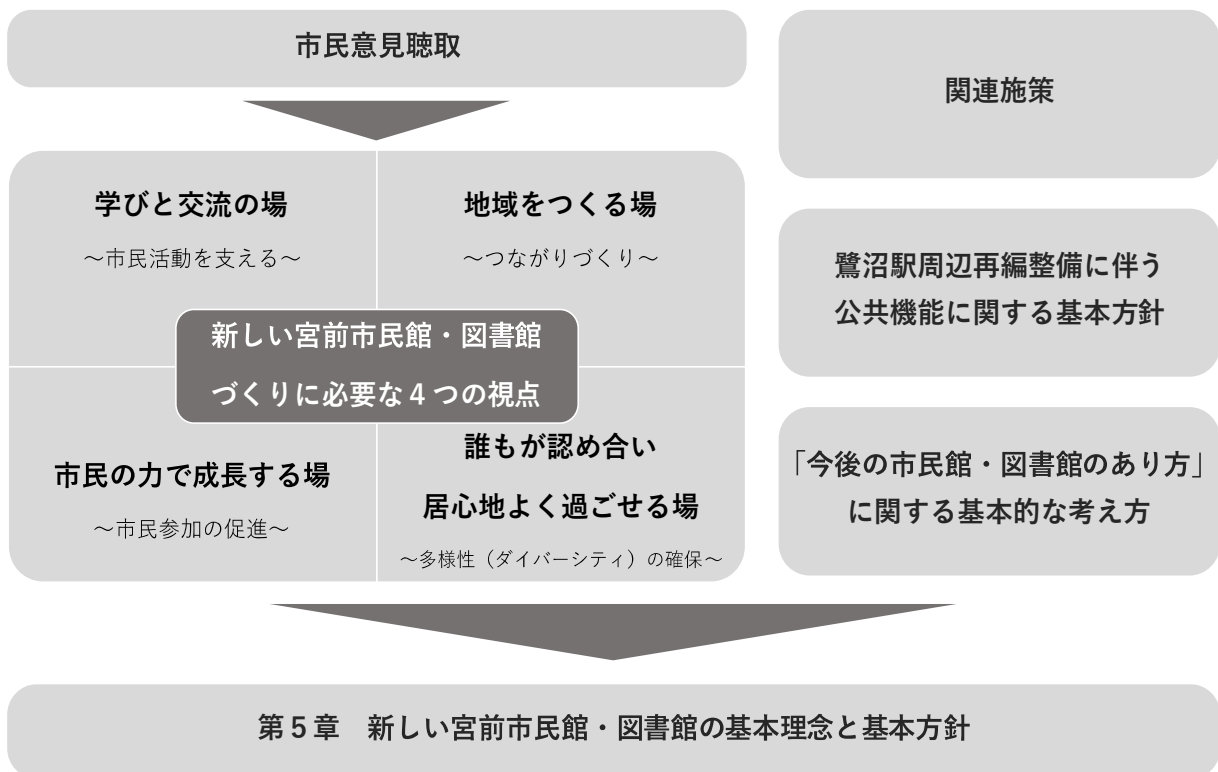 市民意見聴取
学びと交流の場
～市民活動を支える～
地域をつくる場
～つながりづくり～
新しい宮前市民館・図書館
づくりに必要な４つの視点
市民の力で成長する場
～市民参加の促進～
誰もが認め合い
居心地よく過ごせる場
～多様性（ダイバーシティ）の確保～
関連施策
鷺沼駅周辺再編整備に伴う
公共機能に関する基本方針
「今後の市民館・図書館のあり方」
に関する基本的な考え方
第５章　新しい宮前市民館・図書館の基本理念と基本方針